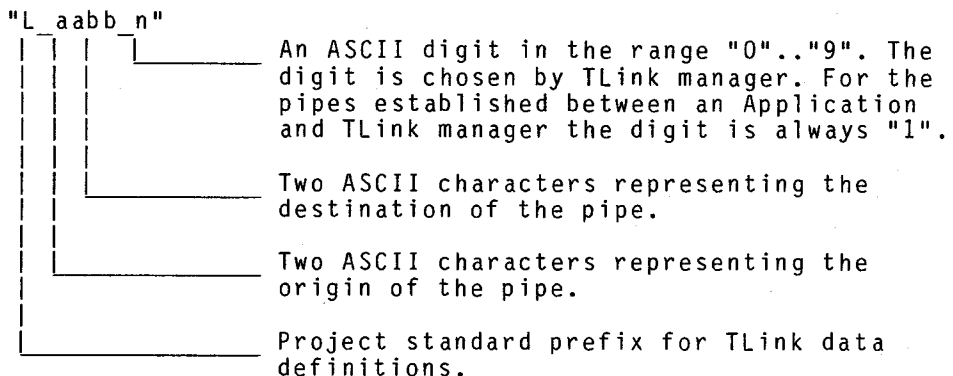 "L_aabb_n"
An ASCII digit in the range "0".."9". The
digit is chosen by TLink manager. For the
pipes established between an Application
and TLink manager the digit is always "1".
Two ASCII characters representing the
destination of the pipe.
Two ASCII characters representing the
origin of the pipe.
Project standard prefix for TLink data
definitions.